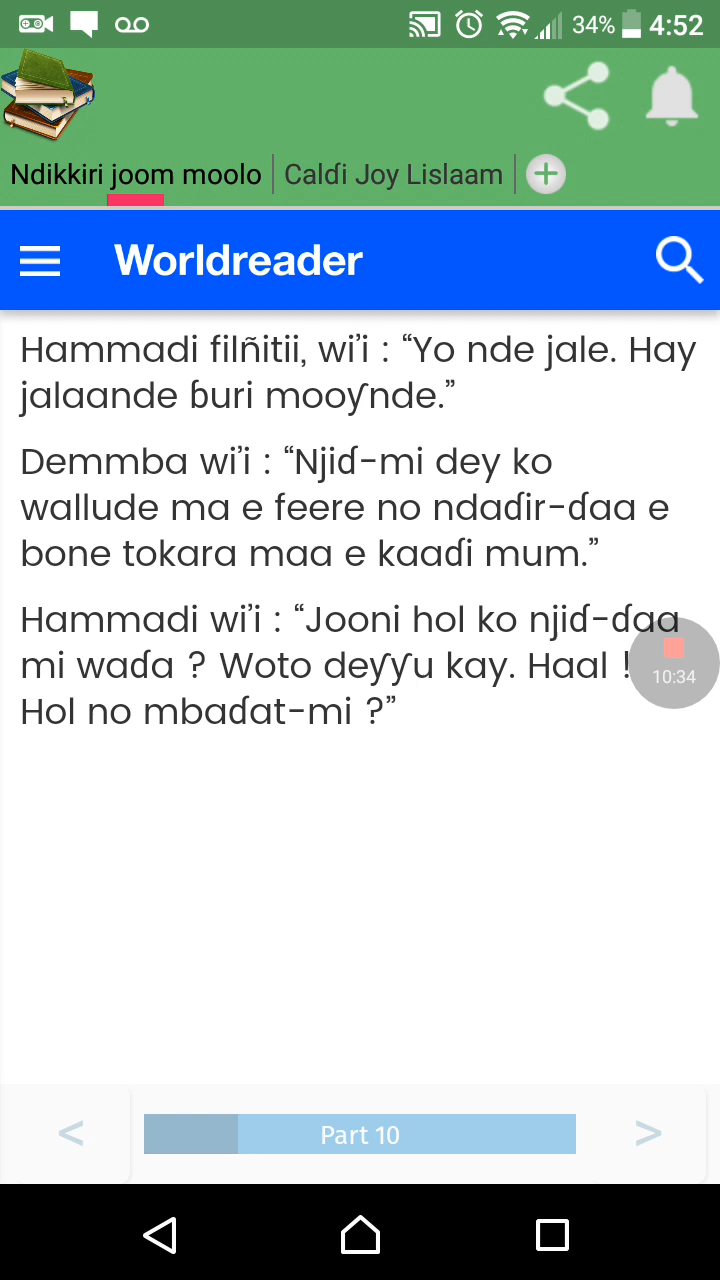 34% 4:52
Ndikkiri joom moolo Calɗi Joy Lislaam
Worldreader
Hammadi filñitii, wi’i : “Yo nde jale. Hay
jalaande ɓuri mooƴnde.”
Demmba wi’i : “Njiɗ-mi dey ko
wallude ma e feere no ndaɗir-ɗaa e
bone tokara maa e kaaɗi mum.”
Hammadi wi’i : “Jooni hol ko njiɗ-ɗaa
mi waɗa ? Woto deƴƴu kay. Haal !
10:34
Hol no mbaɗat-mi ?”
< Part 10 >